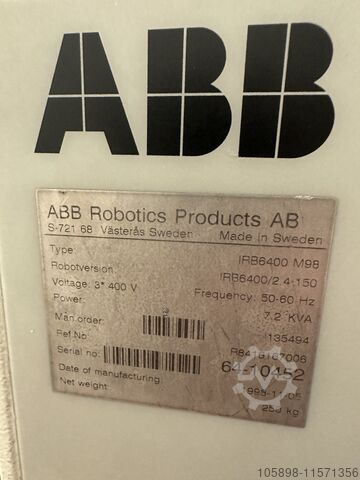 ABB
ABB Robotics Products AB
S-721 68 Västerås Sweden Made in Sweden
Type: IRB6400 M98
Robotversion: IRB6400/2.4-150
Voltage: 3* 400 V Frequency: 50-60 Hz
Power: 7.2 KVA
Man.order: 135494
Ref.No:
Serial no: 64-10452
Date of manufacturing:
Net weight: kg
105898-11571356